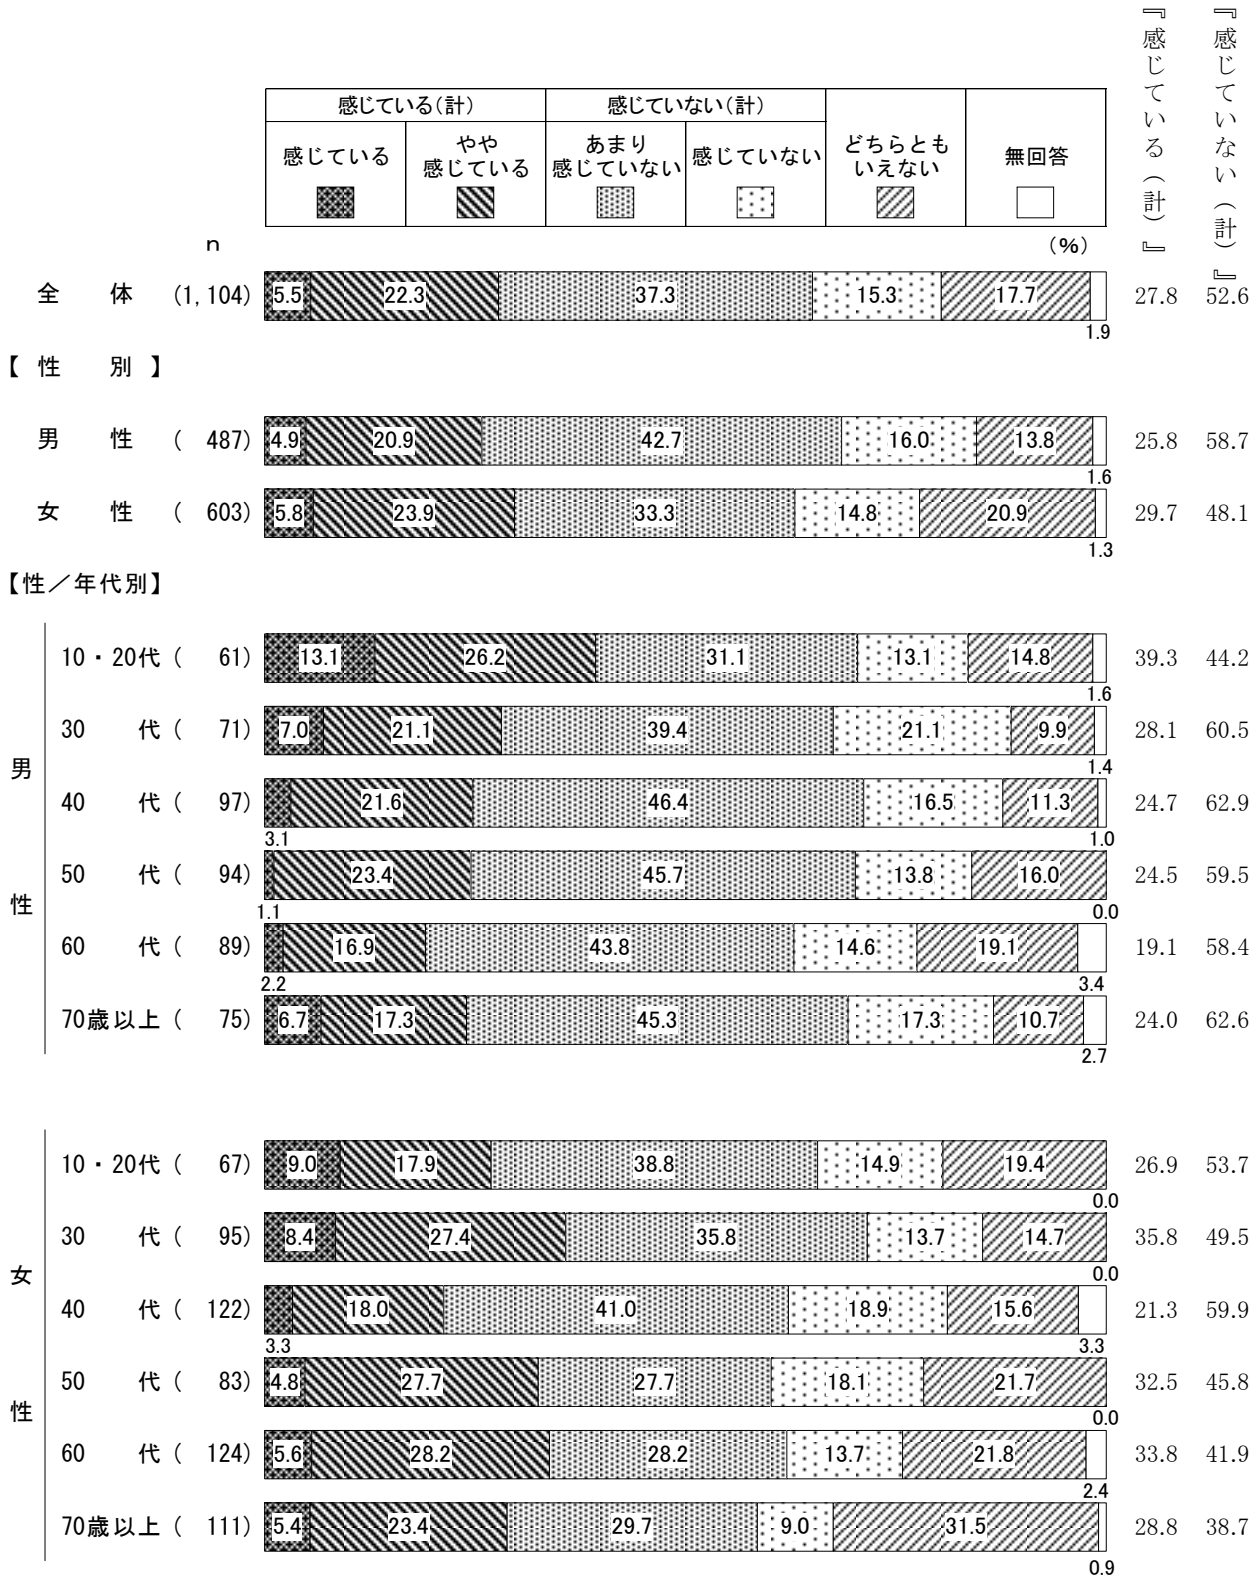 『感じている（計）』
『感じていない（計）』
感じている（計） 感じていない（計）
感じている やや感じている あまり感じていない 感じていない どちらともいえない 無回答
n （％）
全体 (1,104) 5.5 22.3 37.3 15.3 17.7 27.8 52.6
1.9
【性別】
男性 ( 487) 4.9 20.9 42.7 16.0 13.8 25.8 58.7
1.6
女性 ( 603) 5.8 23.9 33.3 14.8 20.9 29.7 48.1
1.3
【性／年代別】
男性
10・20代 ( 61) 13.1 26.2 31.1 13.1 14.8 39.3 44.2
1.6
30代 ( 71) 7.0 21.1 39.4 21.1 9.9 28.1 60.5
1.4
40代 ( 97) 21.6 46.4 16.5 11.3 24.7 62.9
3.1 1.0
50代 ( 94) 23.4 45.7 13.8 16.0 24.5 59.5
1.1 0.0
60代 ( 89) 16.9 43.8 14.6 19.1 19.1 58.4
2.2 3.4
70歳以上 ( 75) 6.7 17.3 45.3 17.3 10.7 24.0 62.6
2.7
女性
10・20代 ( 67) 9.0 17.9 38.8 14.9 19.4 26.9 53.7
0.0
30代 ( 95) 8.4 27.4 35.8 13.7 14.7 35.8 49.5
0.0
40代 ( 122) 18.0 41.0 18.9 15.6 21.3 59.9
3.3 3.3
50代 ( 83) 4.8 27.7 27.7 18.1 21.7 32.5 45.8
0.0
60代 ( 124) 5.6 28.2 28.2 13.7 21.8 33.8 41.9
2.4
70歳以上 ( 111) 5.4 23.4 29.7 9.0 31.5 28.8 38.7
0.9